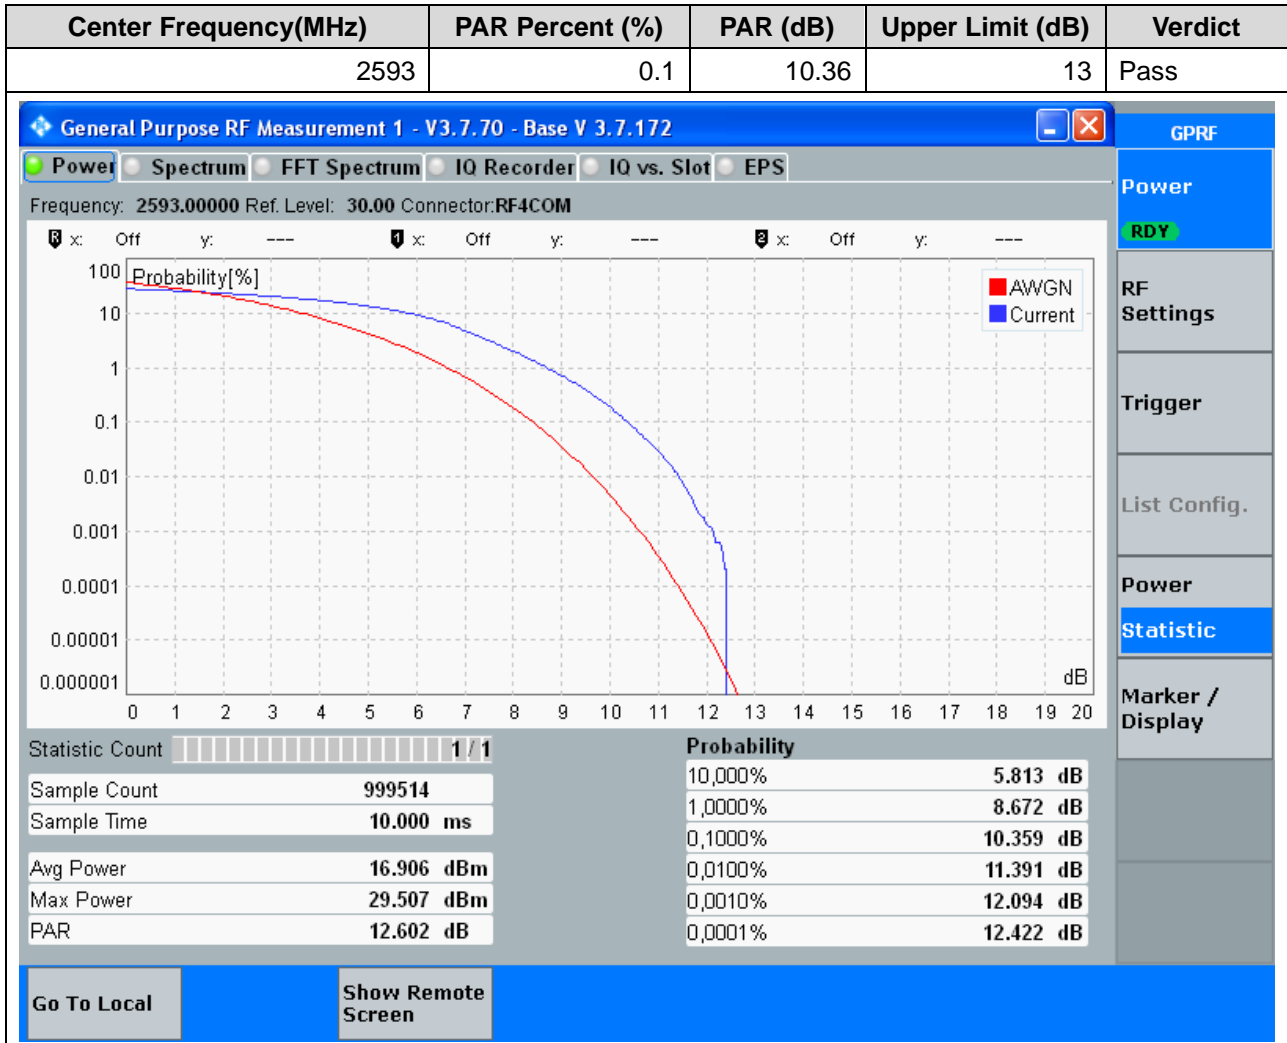 Center Frequency(MHz) PAR Percent (%) PAR (dB) Upper Limit (dB) Verdict
2593 0.1 10.36 13 Pass
General Purpose RF Measurement 1 - V3.7.70 - Base V 3.7.172
GPRF
Power Spectrum FFT Spectrum IQ Recorder IQ vs. Slot EPS
Frequency: 2593.00000 Ref. Level: 30.00 Connector:RF4COM
R x: Off y: --- 1 x: Off y: --- 2 x: Off y: ---
Probability[%]
AWGN
Current
100
10
1
0.1
0.01
0.001
0.0001
0.00001
0.000001
dB
0 1 2 3 4 5 6 7 8 9 10 11 12 13 14 15 16 17 18 19 20
Statistic Count 1 / 1
Sample Count 999514
Sample Time 10.000 ms
Avg Power 16.906 dBm
Max Power 29.507 dBm
PAR 12.602 dB
Probability
10,000% 5.813 dB
1,0000% 8.672 dB
0,1000% 10.359 dB
0,0100% 11.391 dB
0,0010% 12.094 dB
0,0001% 12.422 dB
Power
RDY
RF
Settings
Trigger
List Config.
Power
Statistic
Marker /
Display
Go To Local
Show Remote
Screen